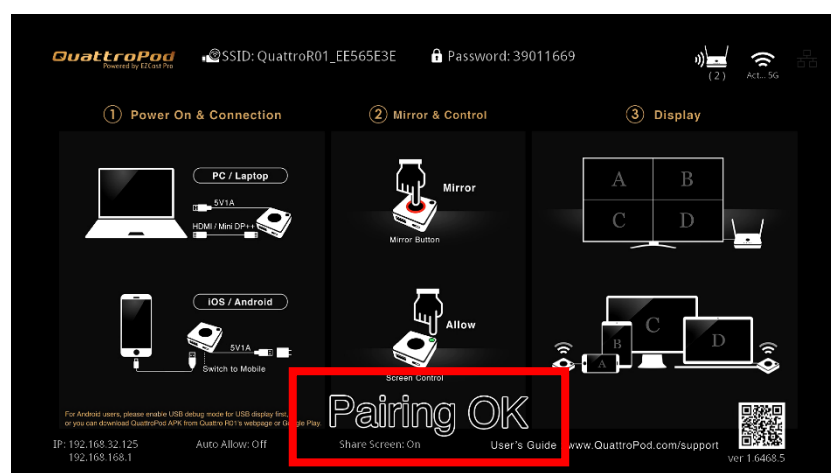 QuattroPod
Powered by EZCast Pro
SSID: QuattroR01_EE565E3E
Password: 39011669
(2)
Act... 5G
1 Power On & Connection
2 Mirror & Control
3 Display
PC / Laptop
5V1A
HDMI / Mini DP++
Mirror
Mirror Button
A B
C D
iOS / Android
5V1A
Switch to Mobile
Allow
Screen Control
A B C D
For Android users, please enable USB debug mode for USB display first,
or you can download QuattroPod APK from Quattro R01's webpage or Google Play.
Pairing OK
IP: 192.168.32.125
192.168.168.1
Auto Allow: Off
Share Screen: On
User's Guide www.QuattroPod.com/support
ver 1.6468.5